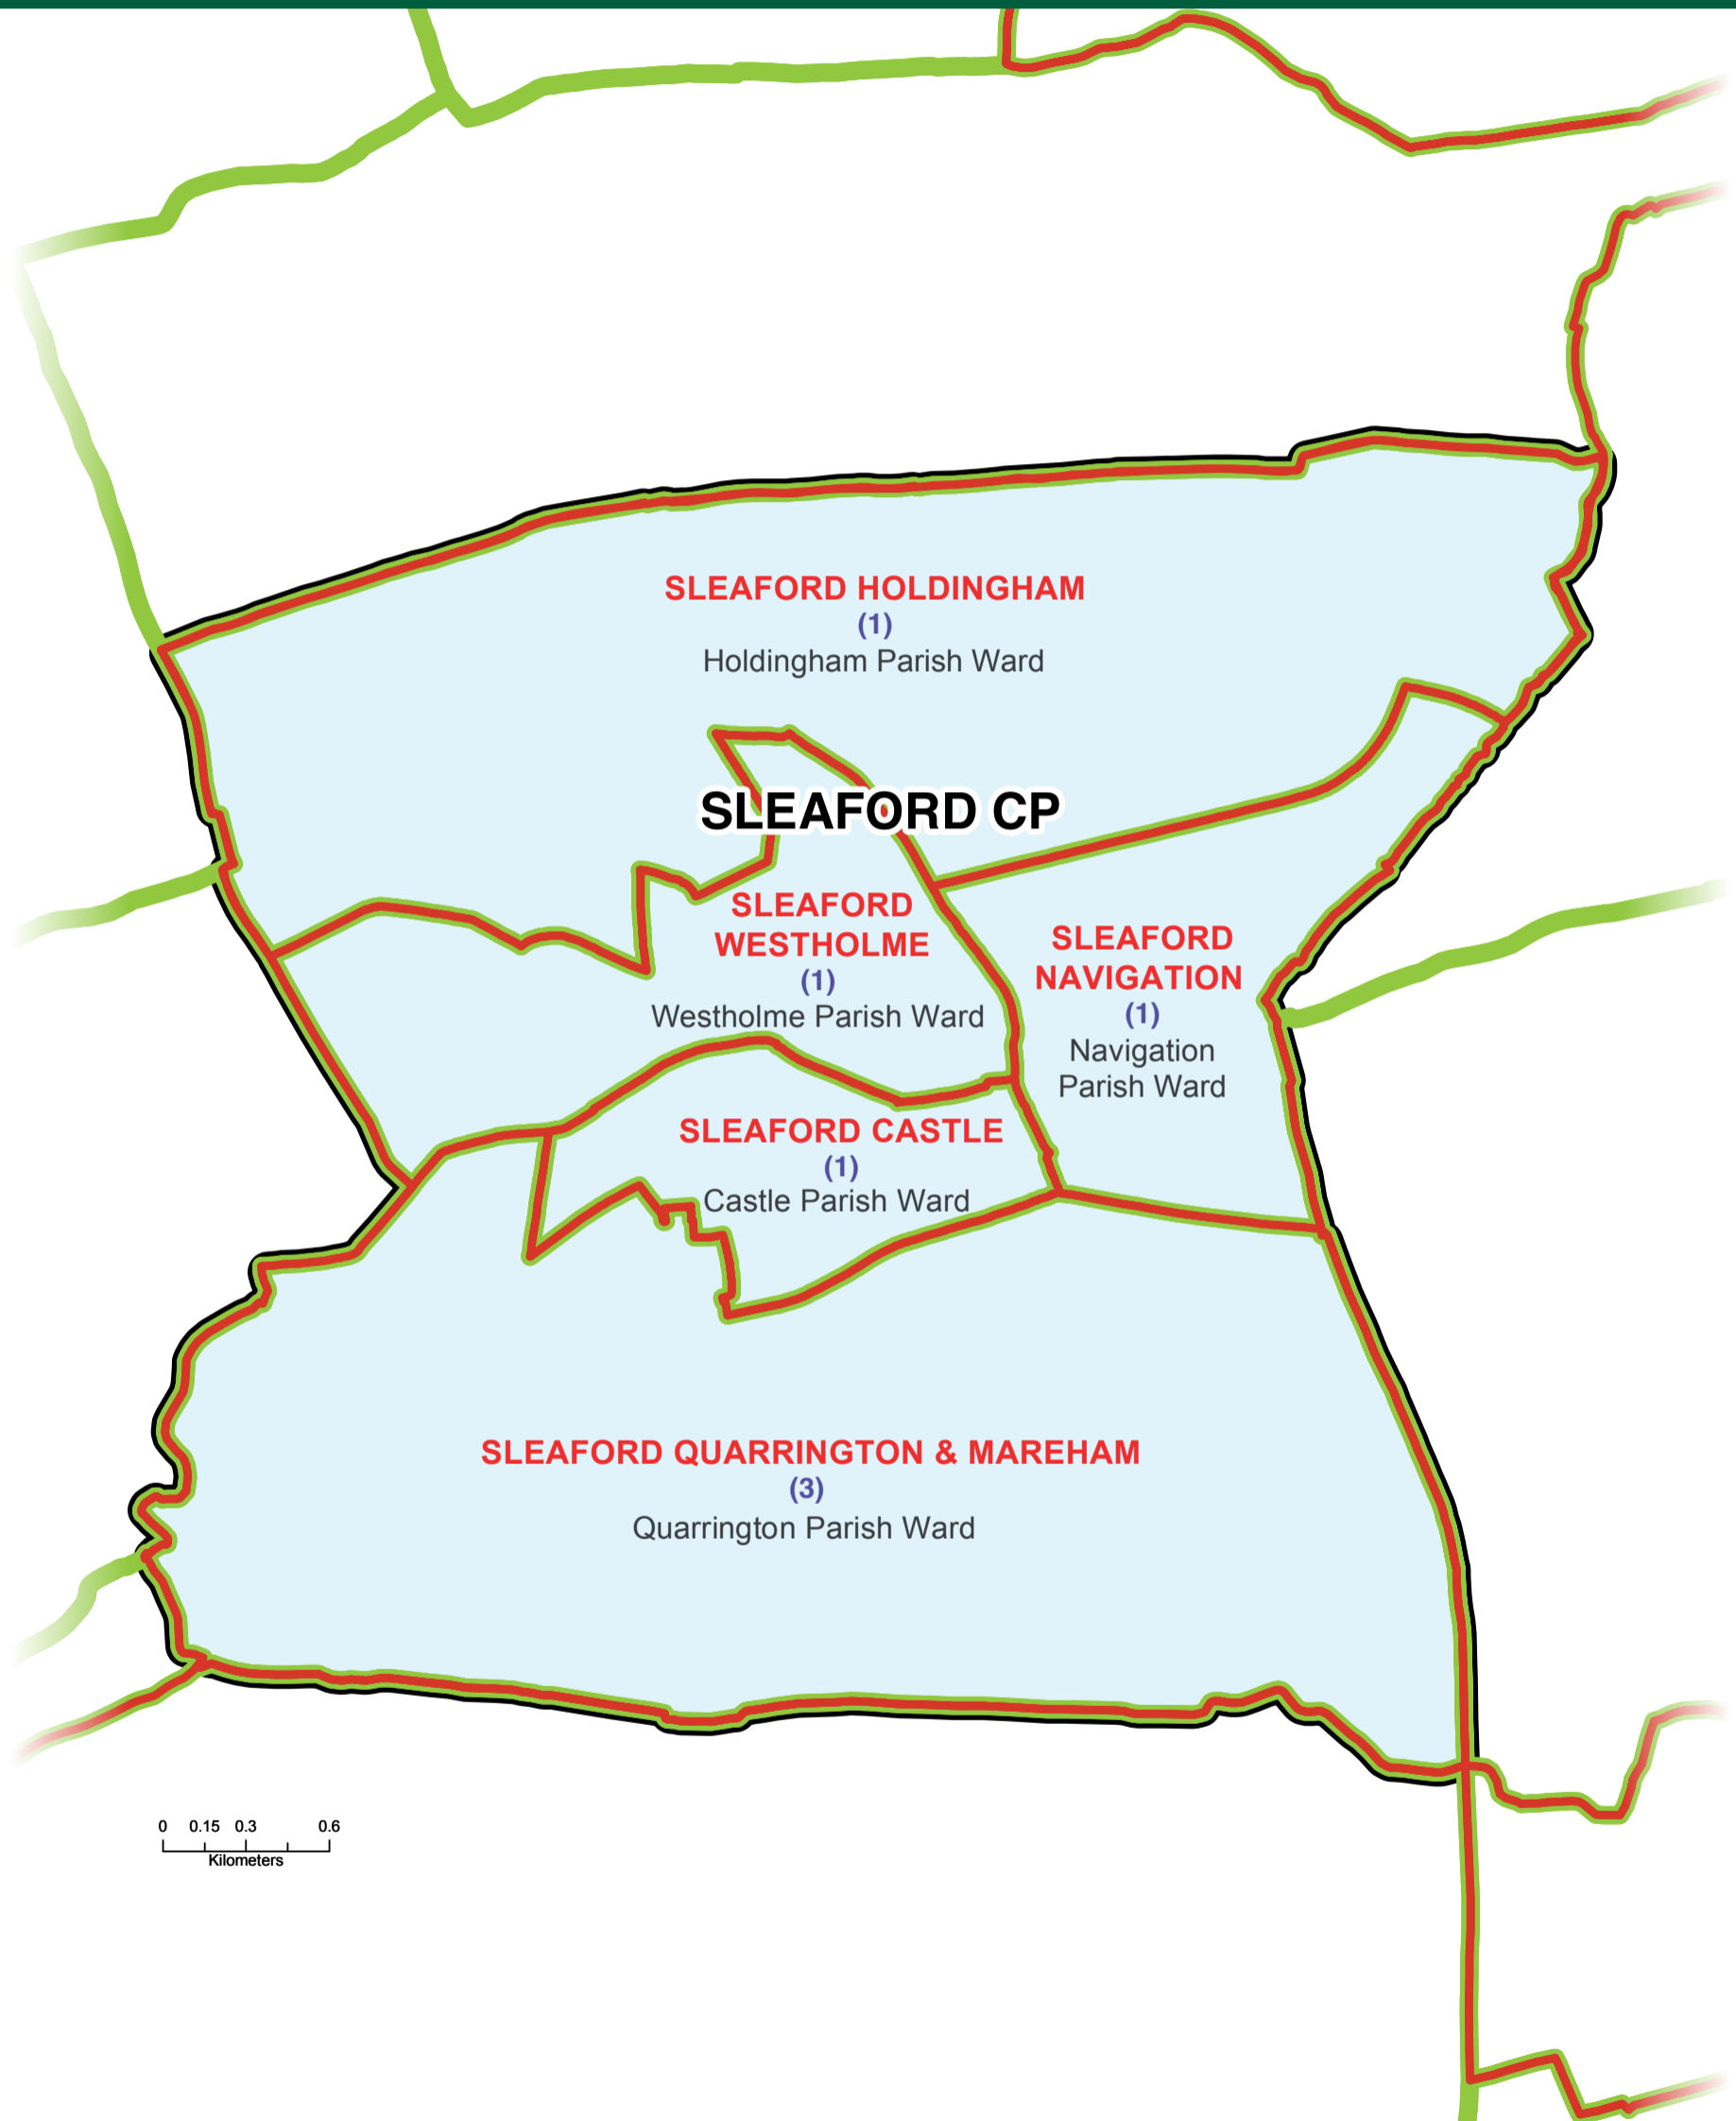 SLEAFORD HOLDINGHAM
(1)
Holdingham Parish Ward
SLEAFORD CP
SLEAFORD
WESTHOLME
(1)
Westholme Parish Ward
SLEAFORD
NAVIGATION
(1)
Navigation
Parish Ward
SLEAFORD CASTLE
(1)
Castle Parish Ward
SLEAFORD QUARRINGTON & MAREHAM
(3)
Quarrington Parish Ward
0 0.15 0.3 0.6
Kilometers